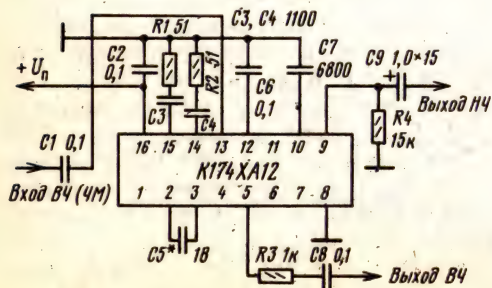 R1 51 C3, C4 1100
C2 0,1
R2 51
C6 0,1
C7 6800
C9 1,0×15
+
+ Uп
C3
C4
Выход НЧ
R4 15к
C1 0,1
Вход ВЧ (ЧМ)
16 15 14 13 12 11 10 9
К174ХА12
1 2 3 4 5 6 7 8
C5* 18
R3 1к
C8 0,1
Выход ВЧ